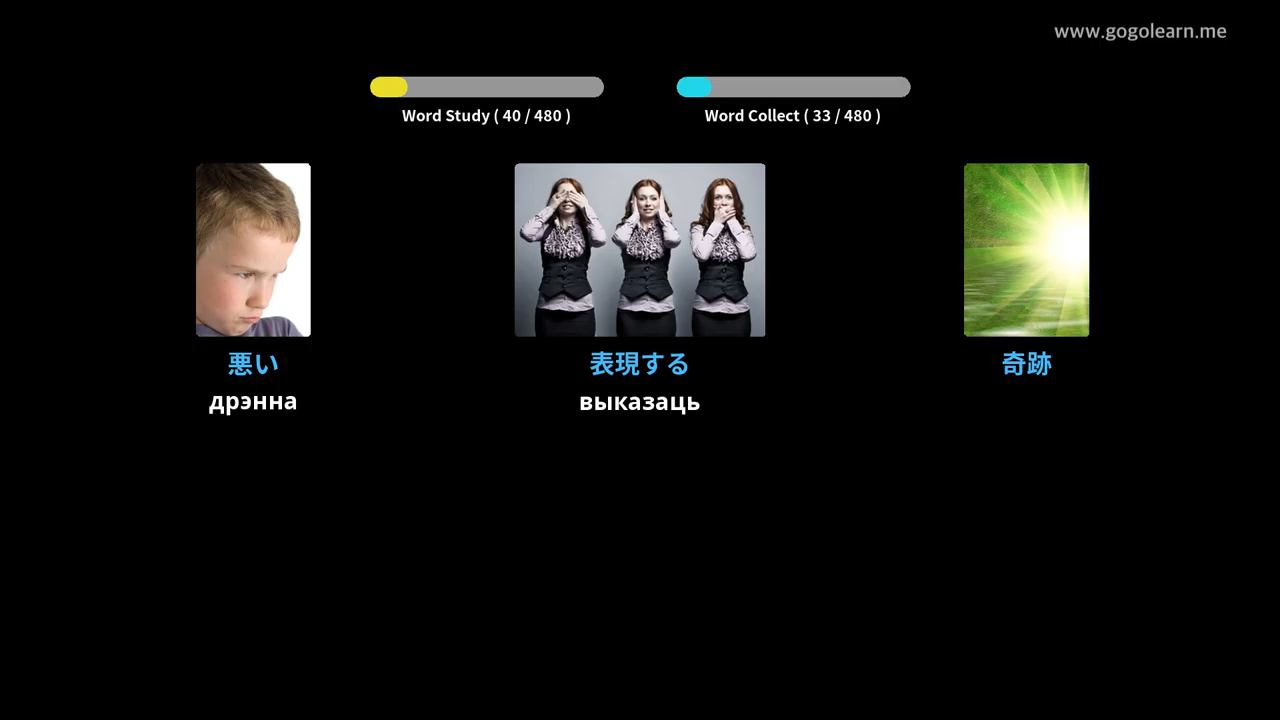 www.gogolearn.me
Word Study ( 40 / 480 )
Word Collect ( 33 / 480 )
悪い
表現する
奇跡
дрэнна
выказаць